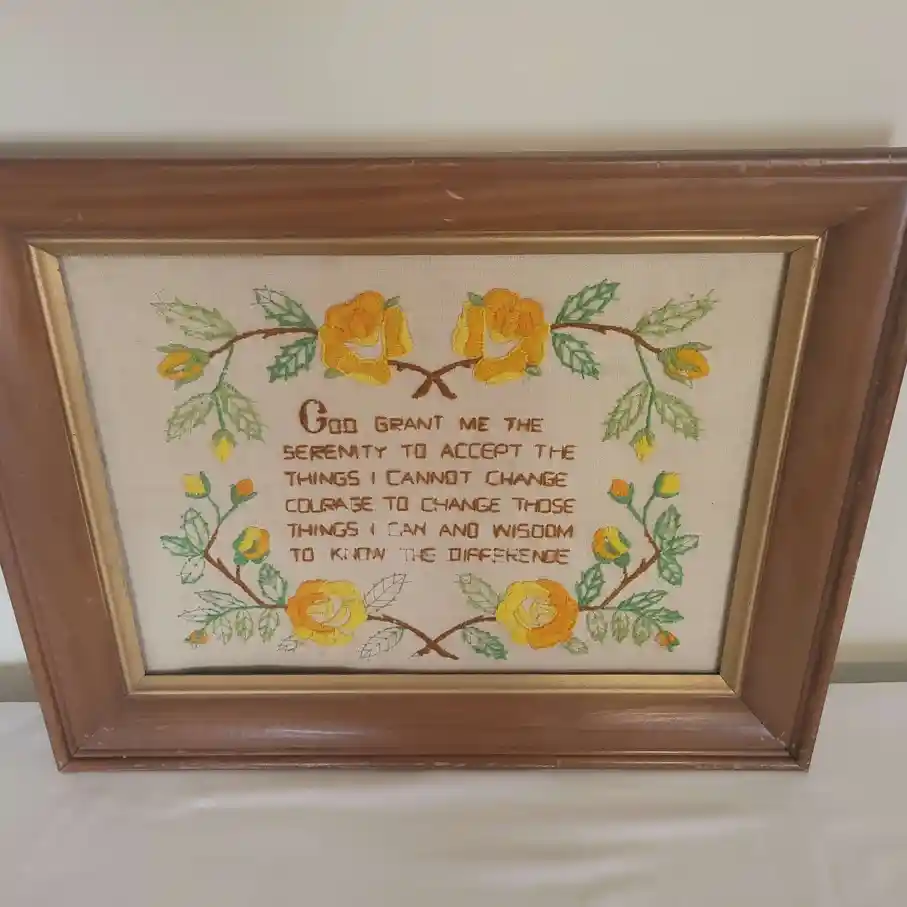 God GRANT ME THE
SERENITY TO ACCEPT THE
THINGS I CANNOT CHANGE
COURAGE TO CHANGE THOSE
THINGS I CAN AND WISDOM
TO KNOW THE DIFFERENCE